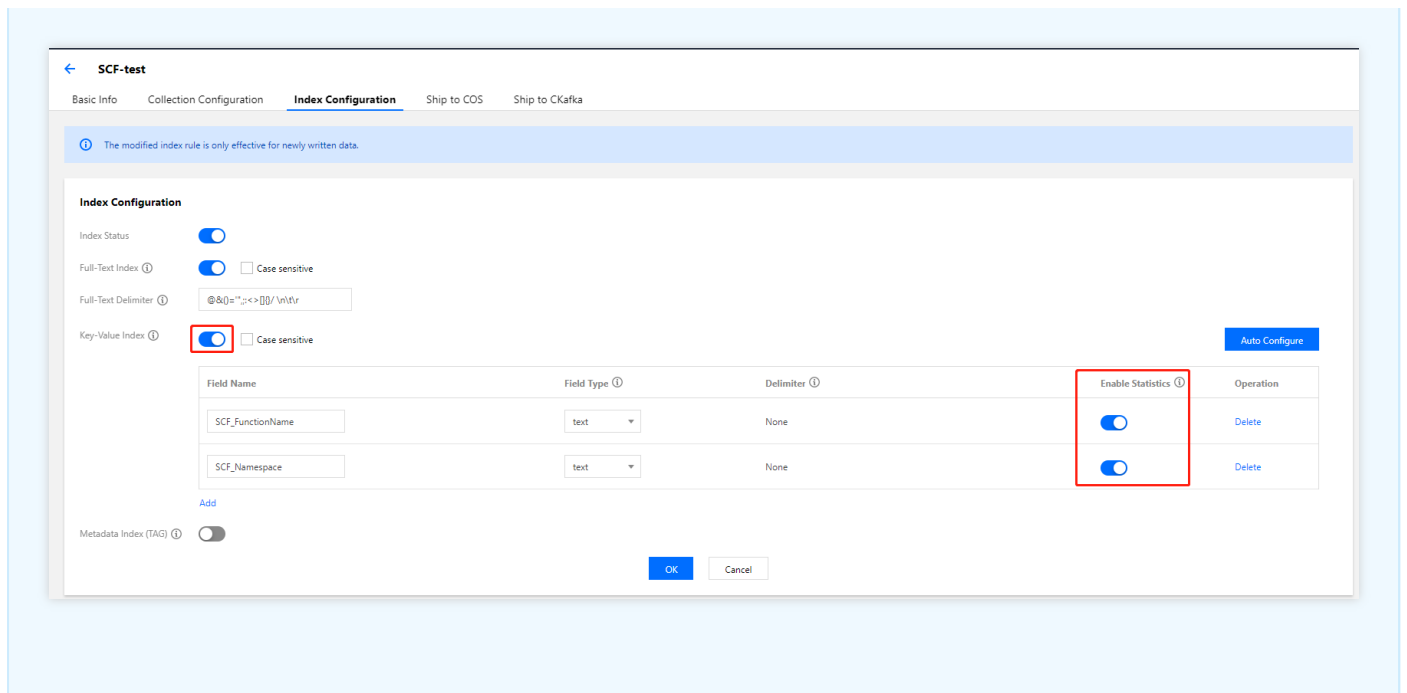 SCF-test
Basic Info Collection Configuration Index Configuration Ship to COS Ship to CKafka
The modified index rule is only effective for newly written data.
Index Configuration
Index Status
Full-Text Index Case sensitive
Full-Text Delimiter @&()='",;:<>[]{}/ \n\t\r
Key-Value Index Case sensitive Auto Configure
Field Name Field Type Delimiter Enable Statistics Operation
SCF_FunctionName text None Delete
SCF_Namespace text None Delete
Add
Metadata Index (TAG)
OK Cancel